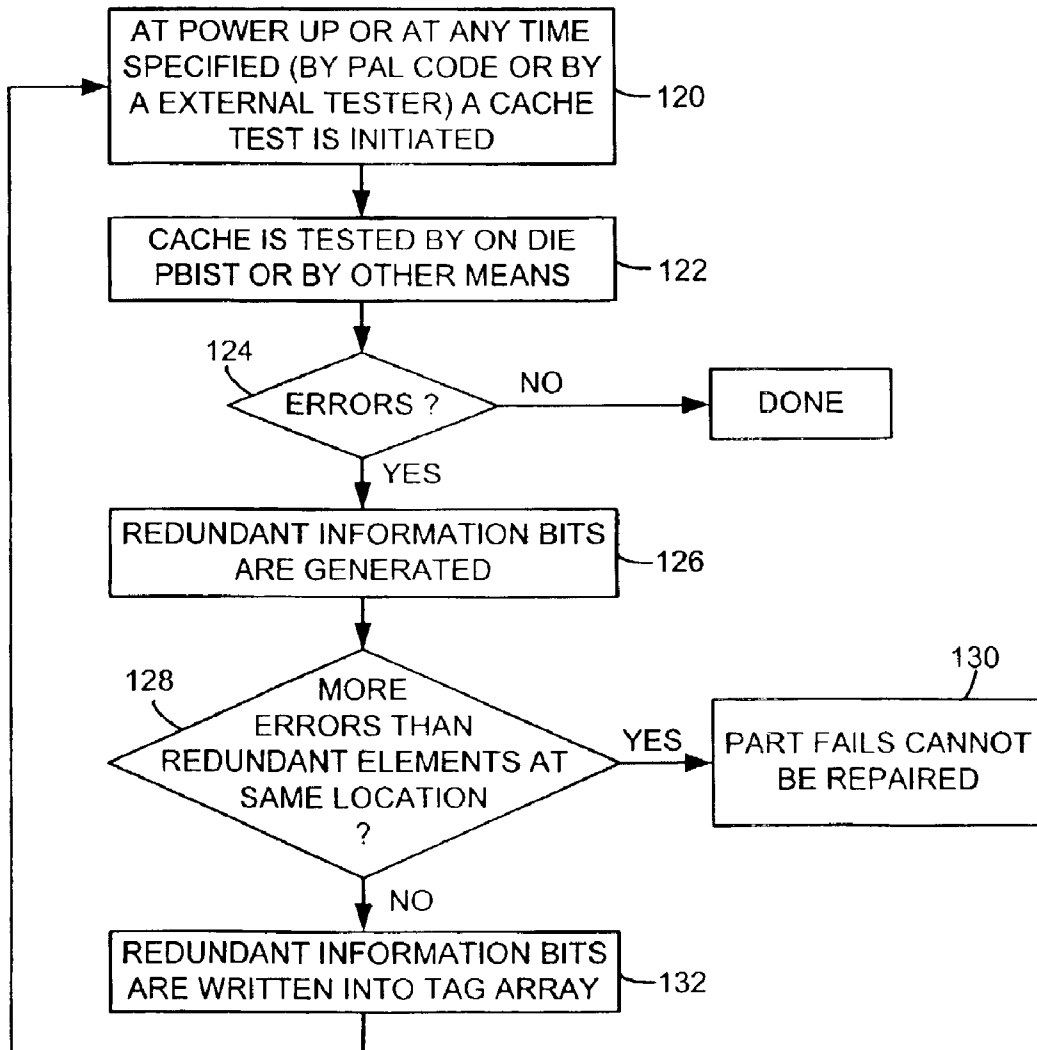 AT POWER UP OR AT ANY TIME
SPECIFIED (BY PAL CODE OR BY
A EXTERNAL TESTER) A CACHE
TEST IS INITIATED
120
CACHE IS TESTED BY ON DIE
PBIST OR BY OTHER MEANS
122
124
ERRORS ?
NO
DONE
YES
REDUNDANT INFORMATION BITS
ARE GENERATED
126
128
MORE
ERRORS THAN
REDUNDANT ELEMENTS AT
SAME LOCATION
?
YES
130
PART FAILS CANNOT
BE REPAIRED
NO
REDUNDANT INFORMATION BITS
ARE WRITTEN INTO TAG ARRAY
132